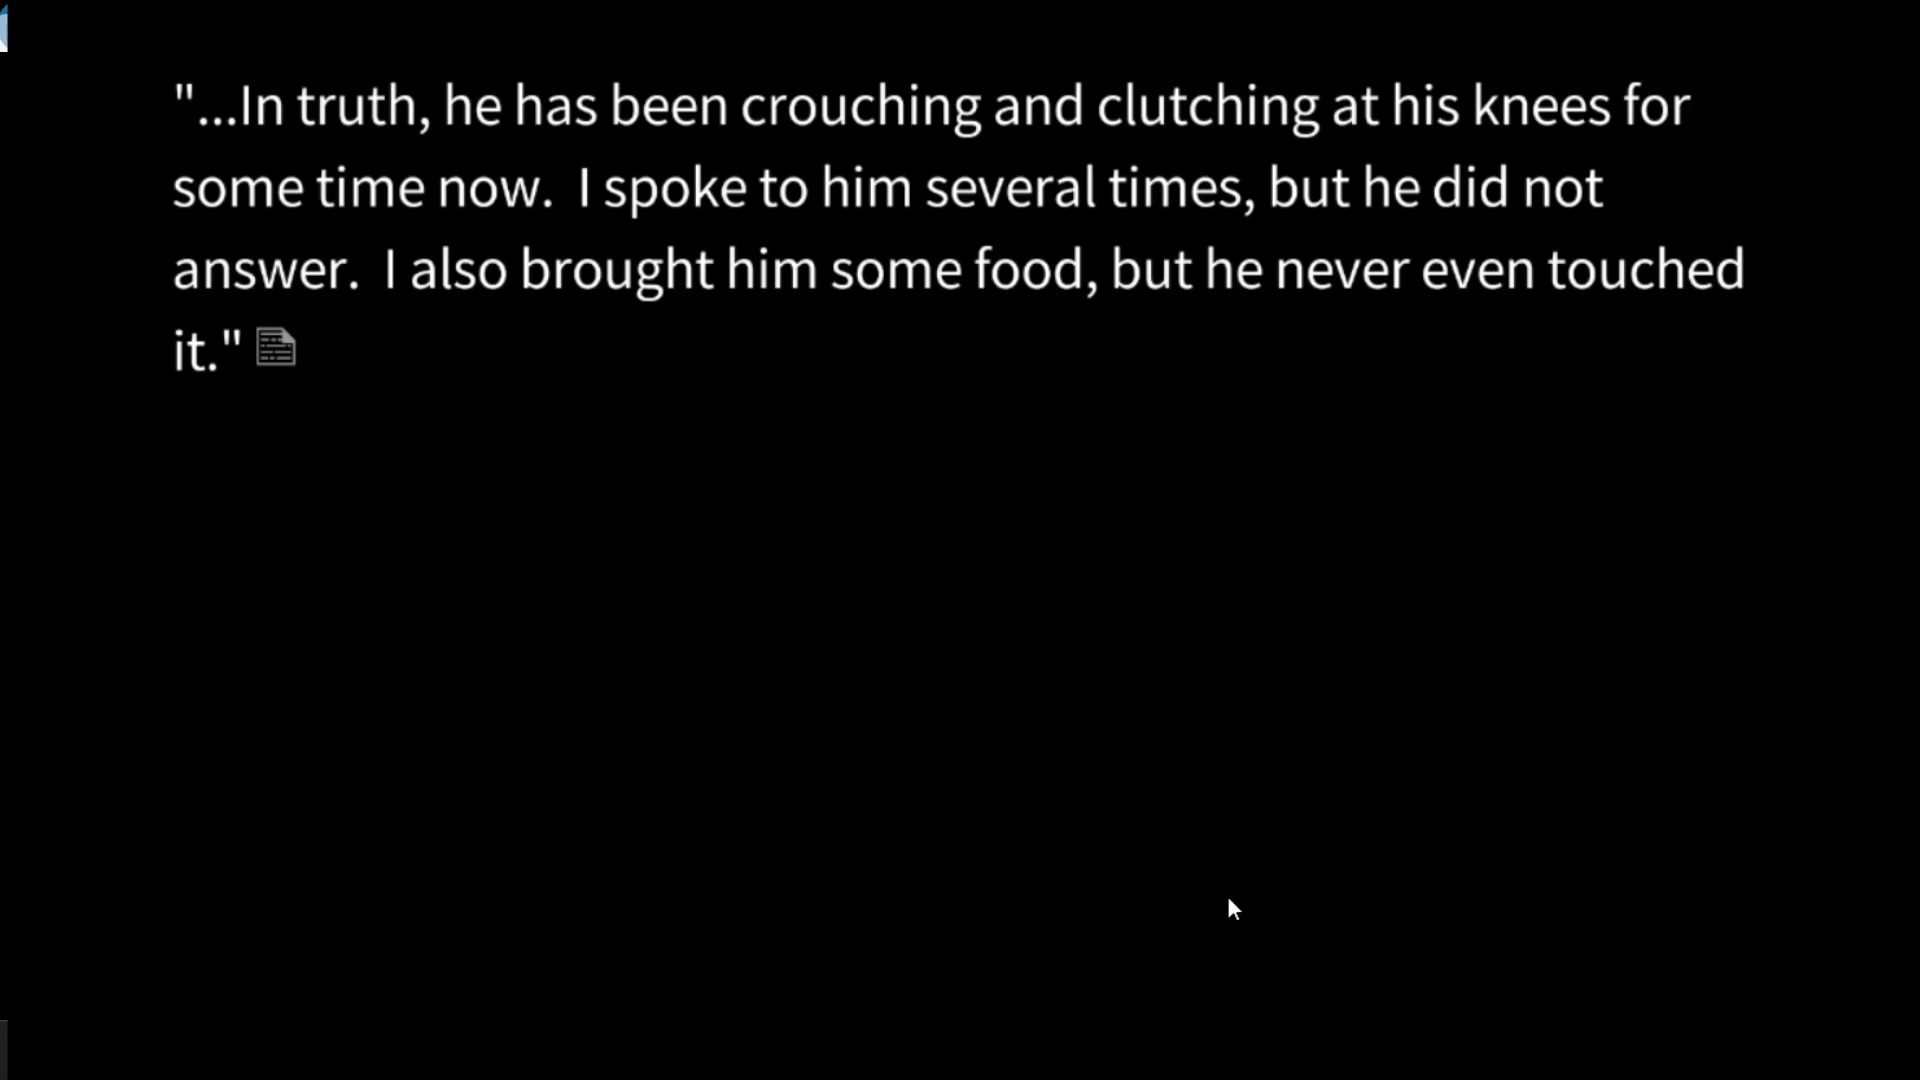 "...In truth, he has been crouching and clutching at his knees for
some time now.  I spoke to him several times, but he did not
answer.  I also brought him some food, but he never even touched
it."